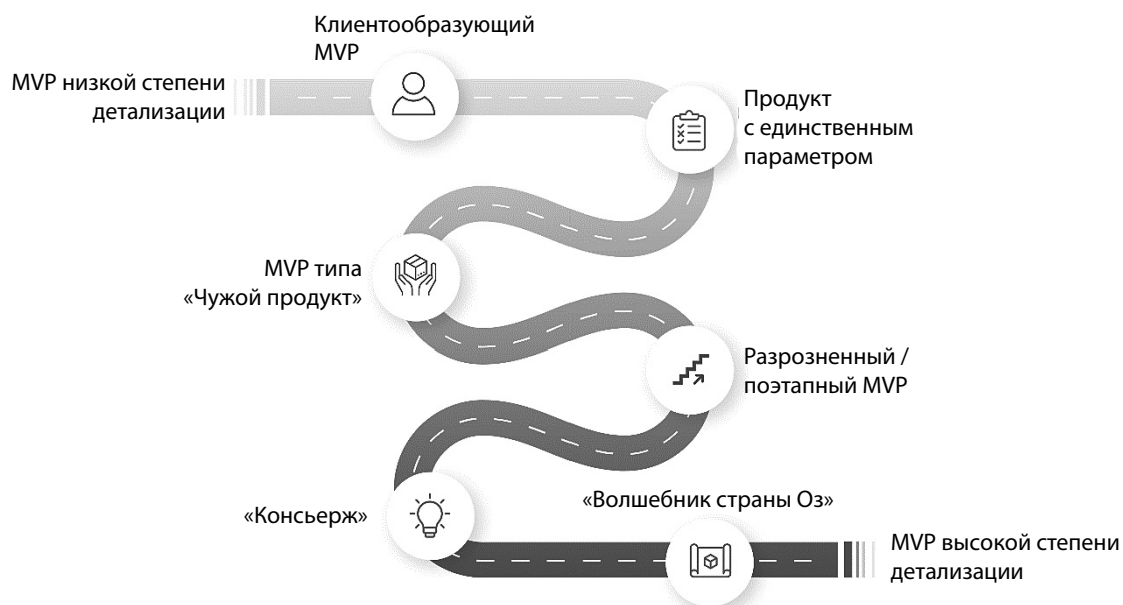 Клиентообразующий
MVP
MVP низкой степени
детализации
Продукт
с единственным
параметром
MVP типа
«Чужой продукт»
Разрозненный /
поэтапный MVP
«Консьерж»
«Волшебник страны Оз»
MVP высокой степени
детализации